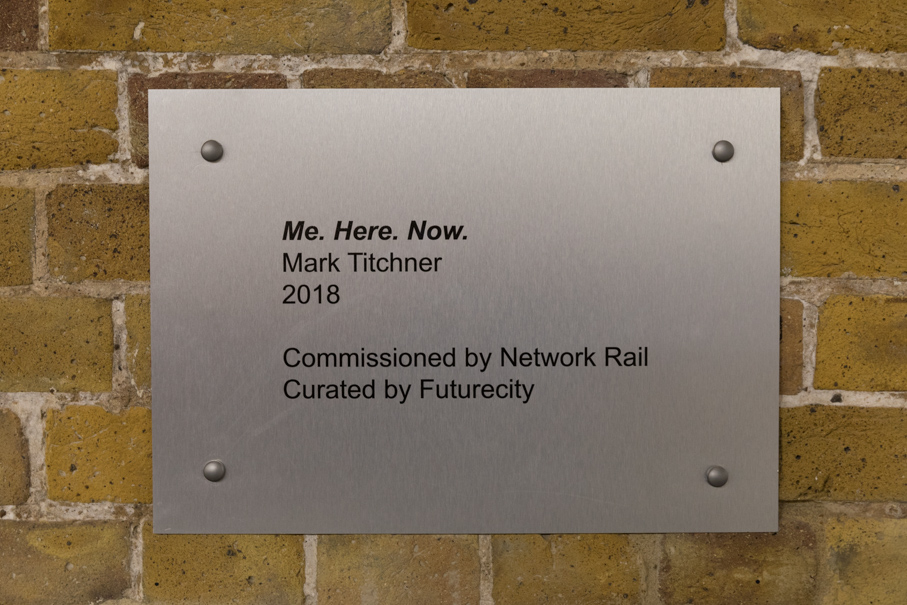 Me. Here. Now.
Mark Titchner
2018
Commissioned by Network Rail
Curated by Futurecity